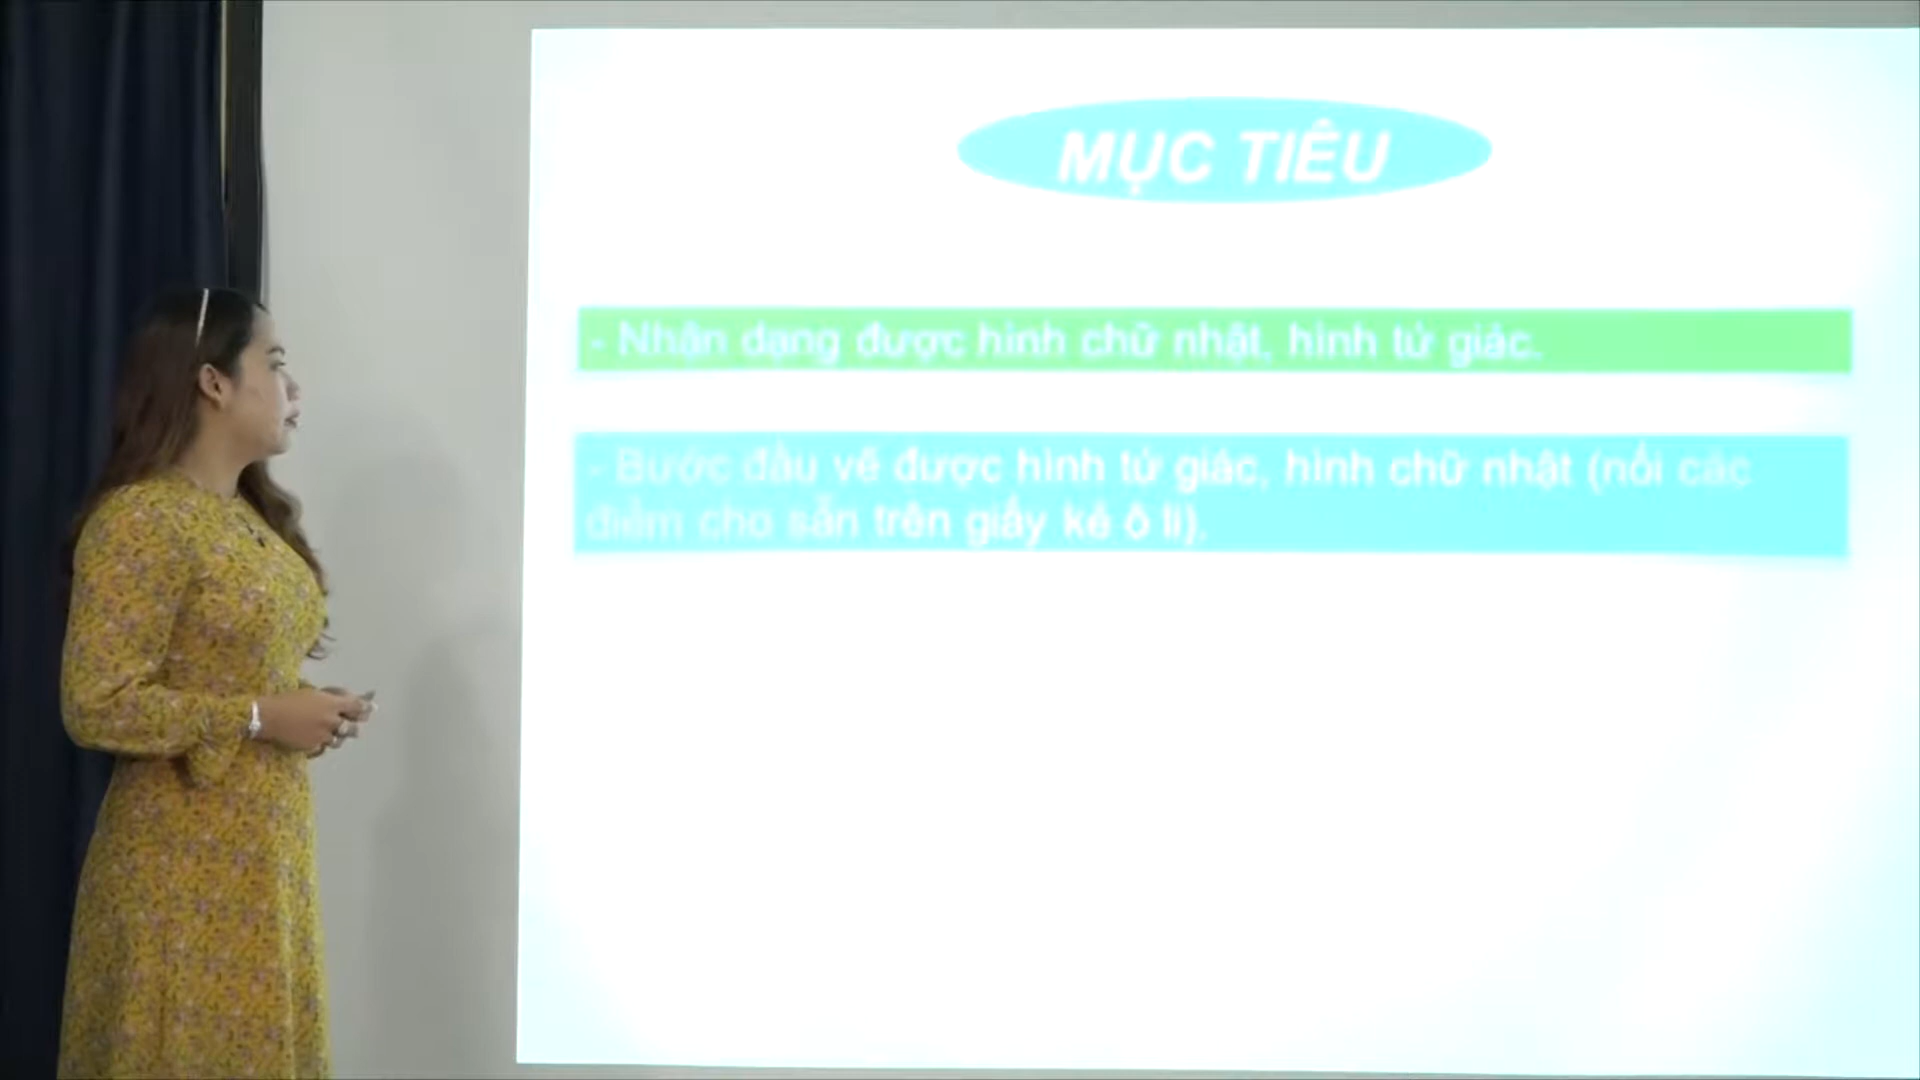 MỤC TIÊU
- Nhận dạng được hình chữ nhật, hình tứ giác.
- Bước đầu vẽ được hình tứ giác, hình chữ nhật (nối các
điểm cho sẵn trên giấy kẻ ô li).